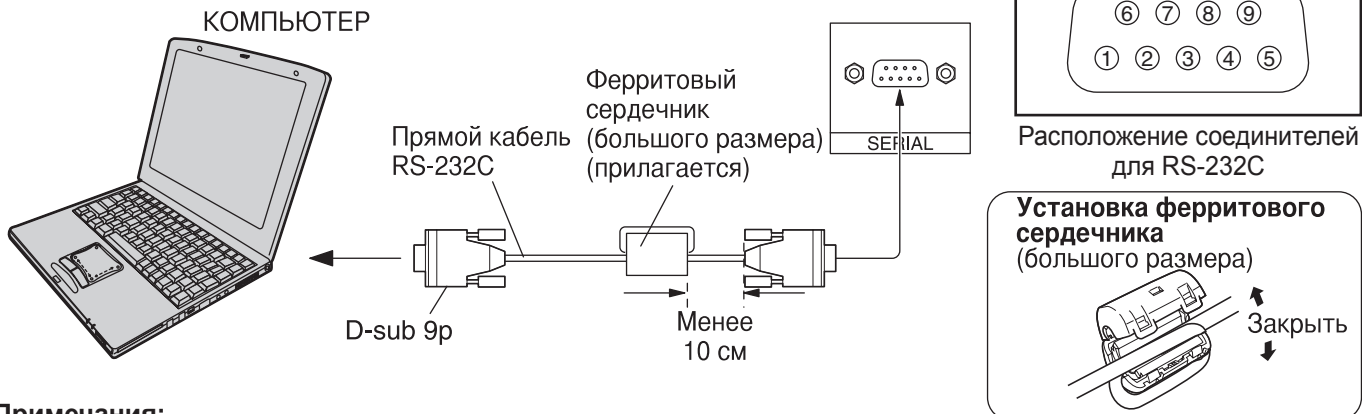 КОМПЬЮТЕР
Прямой кабель
RS-232C
Ферритовый
сердечник
(большого размера)
(прилагается)
SERIAL
D-sub 9p
Менее
10 см
⑥ ⑦ ⑧ ⑨
① ② ③ ④ ⑤
Расположение соединителей
для RS-232C
Установка ферритового
сердечника
(большого размера)
Закрыть
Примечания: